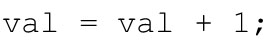 val = val + 1;